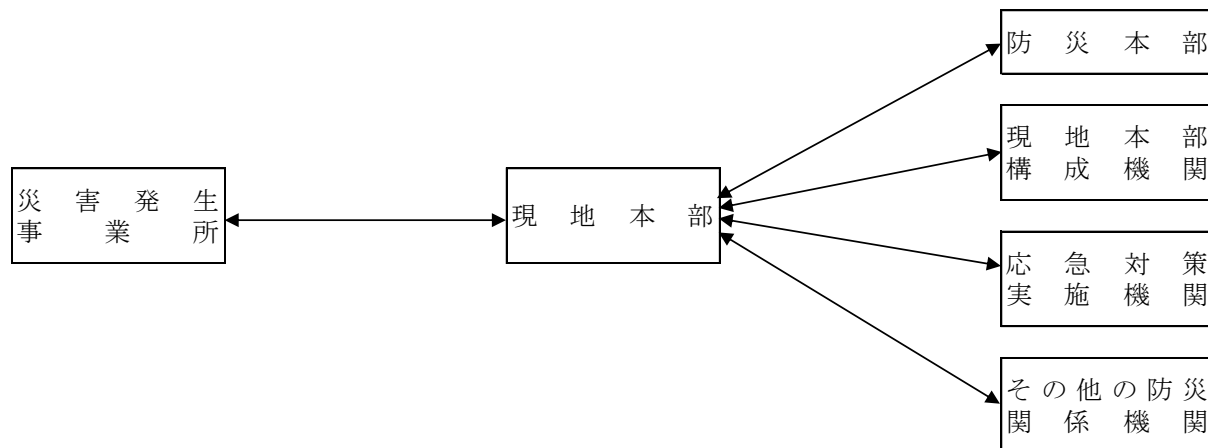 災害発生
事業所
現地本部
防災本部
現地本部
構成機関
応急対策
実施機関
その他の防災
関係機関